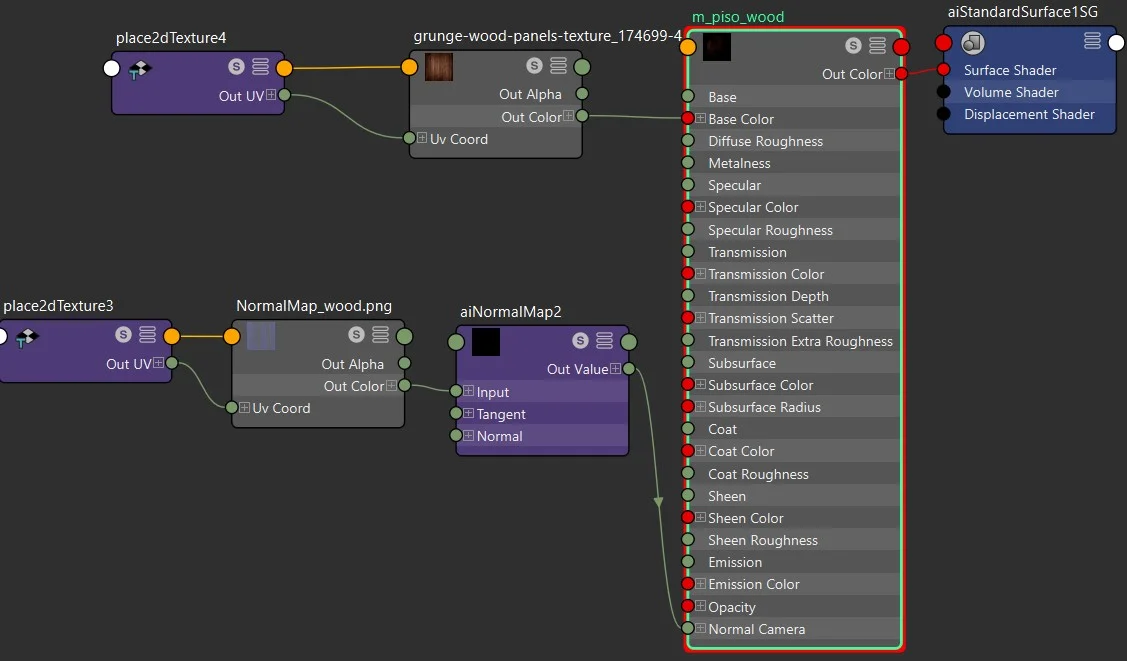 place2dTexture4
Out UV
grunge-wood-panels-texture_174699-4
Out Alpha
Out Color
Uv Coord
m_piso_wood
Out Color
Base
Base Color
Diffuse Roughness
Metalness
Specular
Specular Color
Specular Roughness
Transmission
Transmission Color
Transmission Depth
Transmission Scatter
Transmission Extra Roughness
Subsurface
Subsurface Color
Subsurface Radius
Coat
Coat Color
Coat Roughness
Sheen
Sheen Color
Sheen Roughness
Emission
Emission Color
Opacity
Normal Camera
aiStandardSurface1SG
Surface Shader
Volume Shader
Displacement Shader
place2dTexture3
Out UV
NormalMap_wood.png
Out Alpha
Out Color
Uv Coord
aiNormalMap2
Out Value
Input
Tangent
Normal
S
S
S
S
S
S